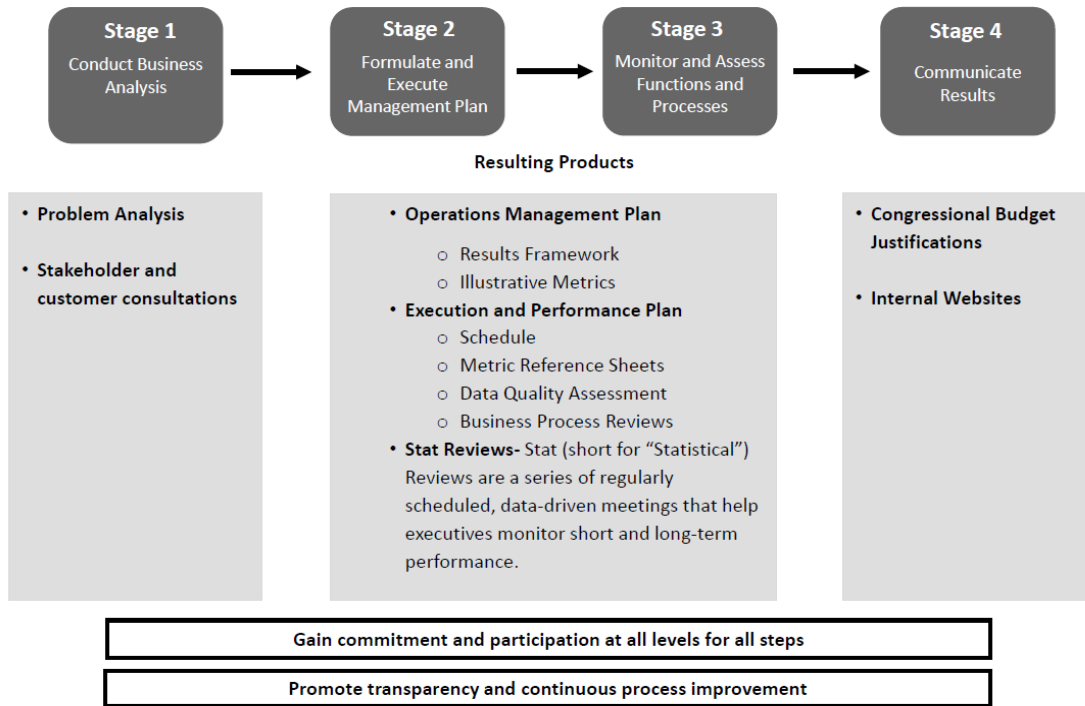 Stage 1
Conduct Business
Analysis
Stage 2
Formulate and
Execute
Management Plan
Stage 3
Monitor and Assess
Functions and
Processes
Stage 4
Communicate
Results
Resulting Products
• Problem Analysis
• Stakeholder and
customer consultations
• Operations Management Plan
o Results Framework
o Illustrative Metrics
• Execution and Performance Plan
o Schedule
o Metric Reference Sheets
o Data Quality Assessment
o Business Process Reviews
• Stat Reviews- Stat (short for “Statistical”)
Reviews are a series of regularly
scheduled, data-driven meetings that help
executives monitor short and long-term
performance.
• Congressional Budget
Justifications
• Internal Websites
Gain commitment and participation at all levels for all steps
Promote transparency and continuous process improvement